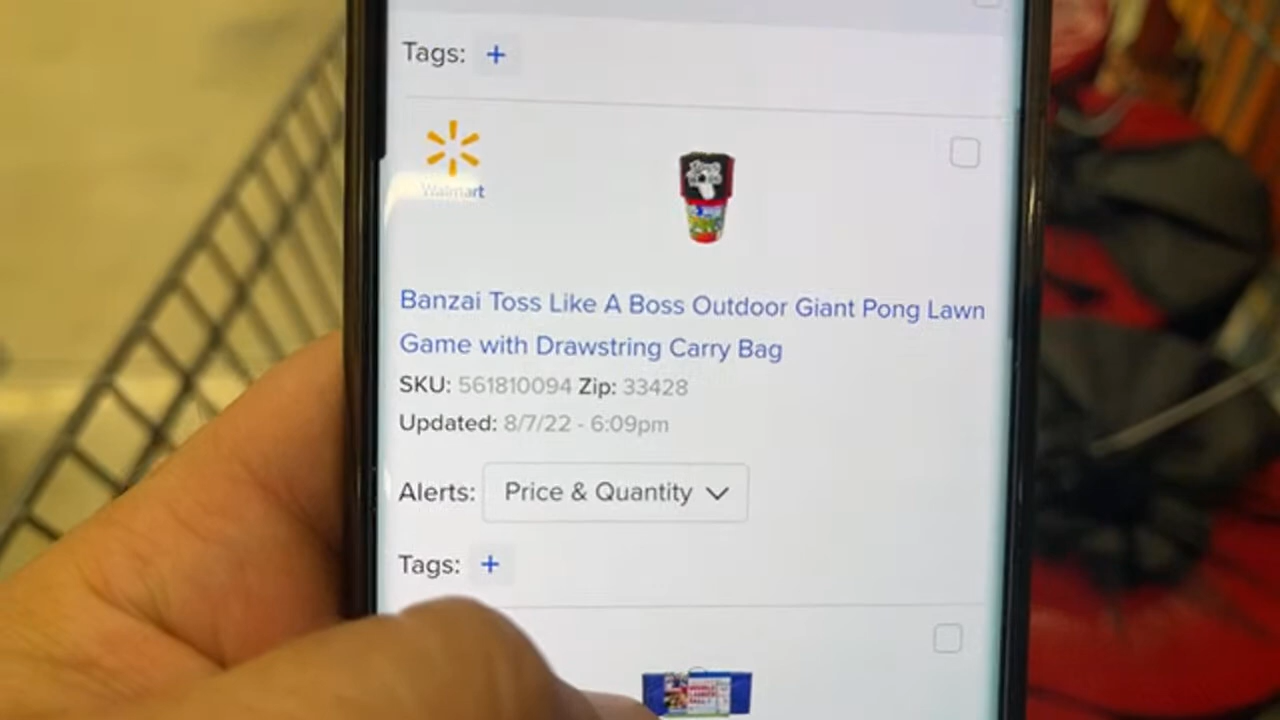 Tags: +
Walmart
Banzai Toss Like A Boss Outdoor Giant Pong Lawn
Game with Drawstring Carry Bag
SKU: 561810094 Zip: 33428
Updated: 8/7/22 - 6:09pm
Alerts: Price & Quantity
Tags: +